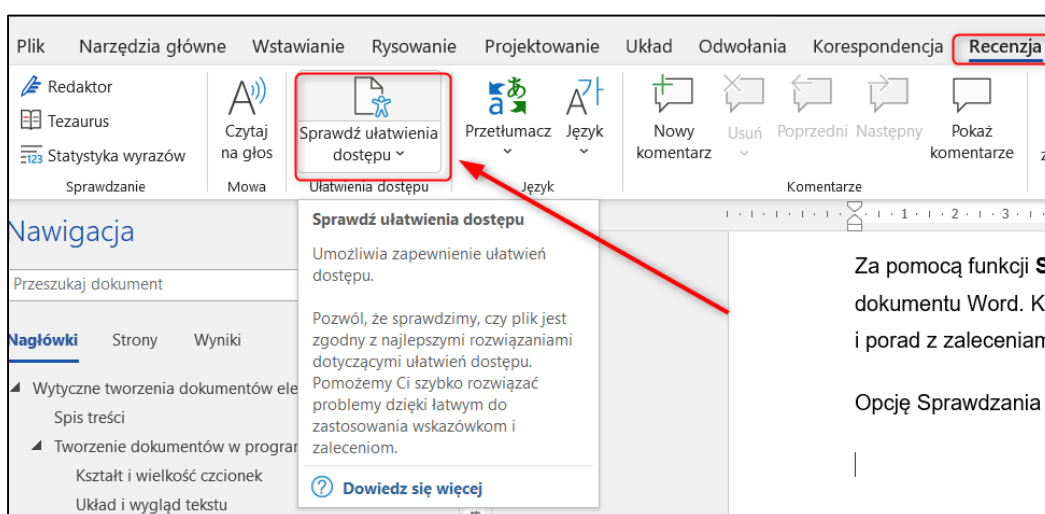 Plik Narzędzia główne Wstawianie Rysowanie Projektowanie Układ Odwołania Korespondencja Recenzja
Redaktor
Tezaurus
Statystyka wyrazów
Sprawdzanie
Czytaj
na głos
Mowa
Sprawdź ułatwienia
dostępu
Ułatwienia dostępu
Przetłumacz
Język
Język
Nowy
komentarz
Usuń
Poprzedni
Następny
Pokaż
komentarze
Komentarze
Nawigacja
Przeszukaj dokument
Nagłówki Strony Wyniki
Wytyczne tworzenia dokumentów ele
Spis treści
Tworzenie dokumentów w progra
Kształt i wielkość czcionek
Układ i wygląd tekstu
Sprawdź ułatwienia dostępu
Umożliwia zapewnienie ułatwień
dostępu.
Pozwól, że sprawdzimy, czy plik jest
zgodny z najlepszymi rozwiązaniami
dotyczącymi ułatwień dostępu.
Pomożemy Ci szybko rozwiązać
problemy dzięki łatwym do
zastosowania wskazówkom i
zaleceniom.
Dowiedz się więcej
1 2 3
Za pomocą funkcji S
dokumentu Word. K
i porad z zaleceniam
Opcję Sprawdzania